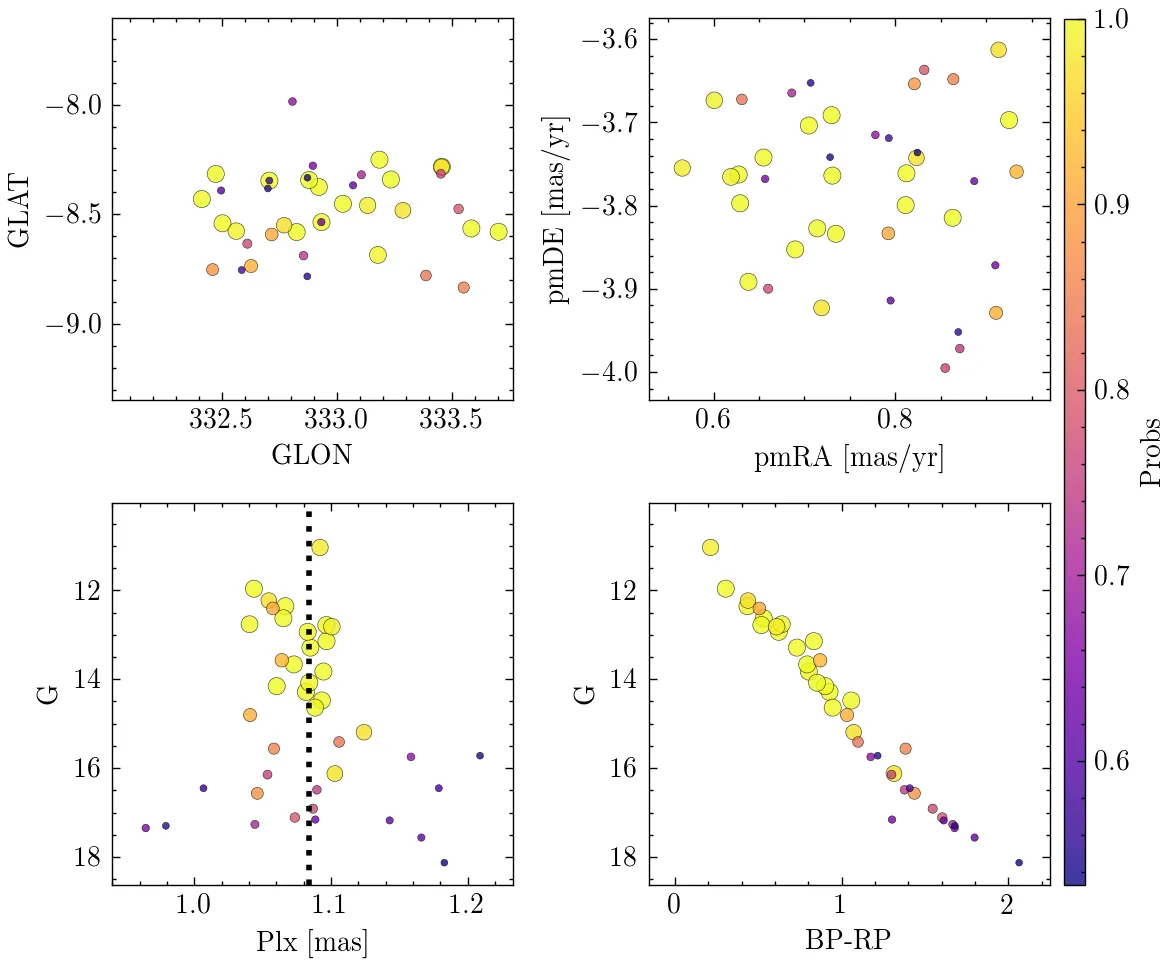 −8.0
−8.5
−9.0
GLAT
332.5 333.0 333.5
GLON
−3.6
−3.7
−3.8
−3.9
−4.0
pmDE [mas/yr]
0.6 0.8
pmRA [mas/yr]
12
14
16
18
G
1.0 1.1 1.2
Plx [mas]
12
14
16
18
G
0 1 2
BP-RP
1.0
0.9
0.8
0.7
0.6
Probs